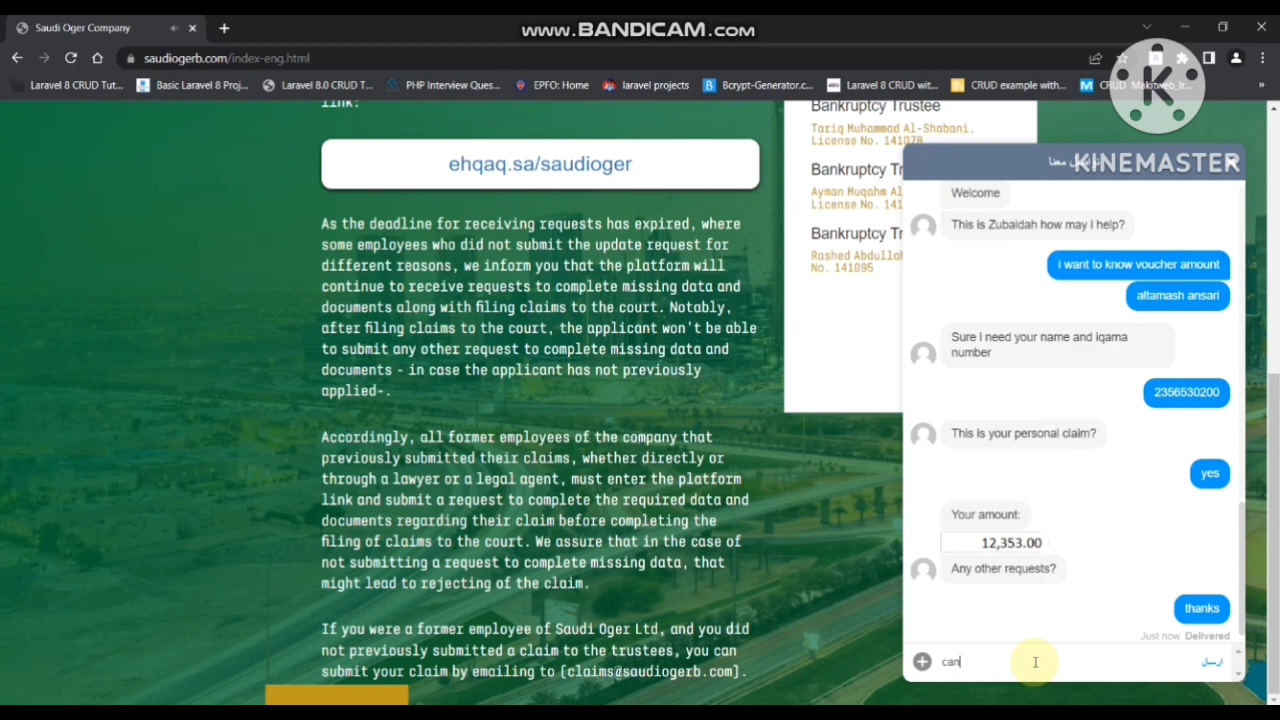 Saudi Oger Company
www.BANDICAM.com
saudiogerb.com/index-eng.html
Laravel 8 CRUD Tut...
Basic Laravel 8 Proj...
Laravel 8.0 CRUD T...
PHP Interview Ques...
EPFO: Home
laravel projects
Bcrypt-Generator.c...
Laravel 8 CRUD wit...
CRUD example with...
»
KINEMASTER
link:
ehqaq.sa/saudioger
As the deadline for receiving requests has expired, where
some employees who did not submit the update request for
different reasons, we inform you that the platform will
continue to receive requests to complete missing data and
documents along with filing claims to the court. Notably,
after filing claims to the court, the applicant won't be able
to submit any other request to complete missing data and
documents - in case the applicant has not previously
applied-.
Accordingly, all former employees of the company that
previously submitted their claims, whether directly or
through a lawyer or a legal agent, must enter the platform
link and submit a request to complete the required data and
documents regarding their claim before completing the
filing of claims to the court. We assure that in the case of
not submitting a request to complete missing data, that
might lead to rejecting of the claim.
If you were a former employee of Saudi Oger Ltd, and you did
not previously submitted a claim to the trustees, you can
submit your claim by emailing to [claims@saudiogerb.com).
Bankruptcy Trustee
Tariq Muhammad Al-Shabani,
License No. 141078
Bankruptcy Tr
Ayman Muqahm Al
License No. 141
Bankruptcy Tr
Rashed Abdullah
No. 141095
Welcome
This is Zubaidah how may i help?
i want to know voucher amount
altamash ansari
Sure i need your name and iqama
number
2356530200
This is your personal claim?
yes
Your amount:
12,353.00
Any other requests?
thanks
Just now. Delivered
can
ارسال